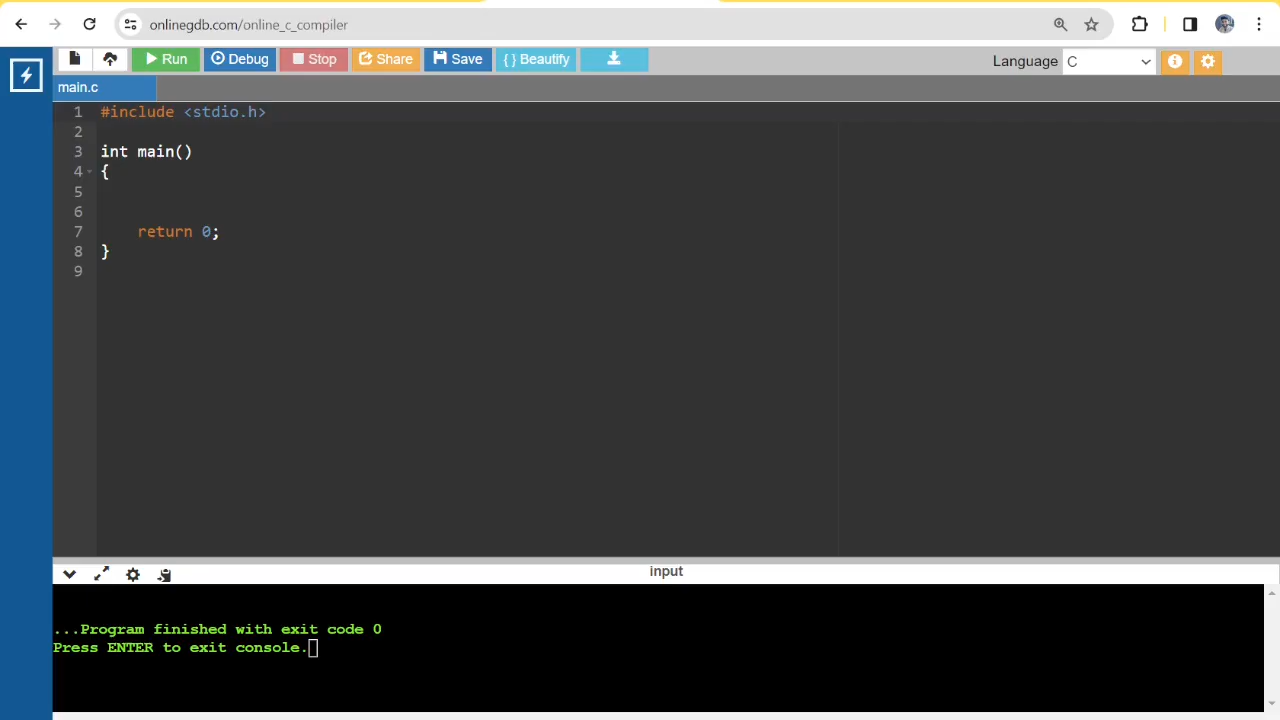 onlinegdb.com/online_c_compiler
Run Debug Stop Share Save { } Beautify Language C
main.c
1 #include <stdio.h>
2
3 int main()
4 {
5
6
7 return 0;
8 }
9
input
...Program finished with exit code 0
Press ENTER to exit console.